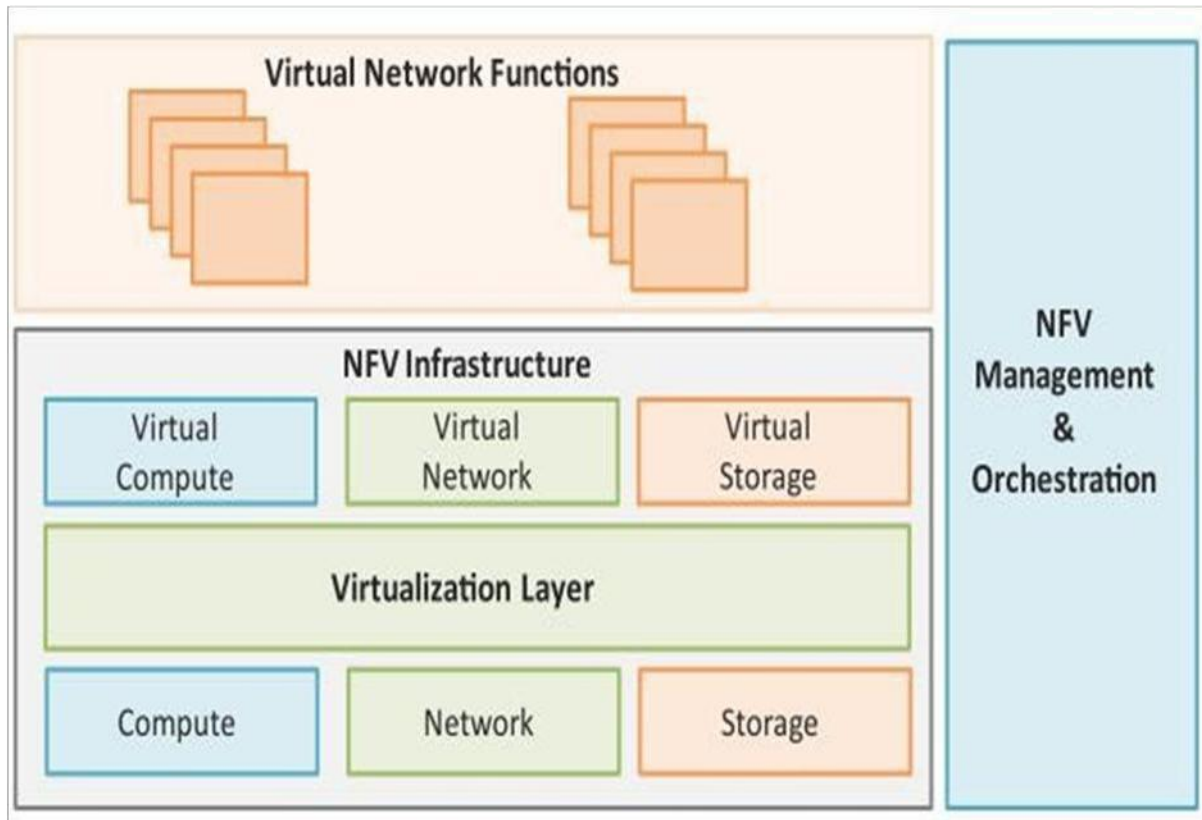 Virtual Network Functions
NFV Infrastructure
Virtual
Compute
Virtual
Network
Virtual
Storage
Virtualization Layer
Compute
Network
Storage
NFV
Management
&
Orchestration